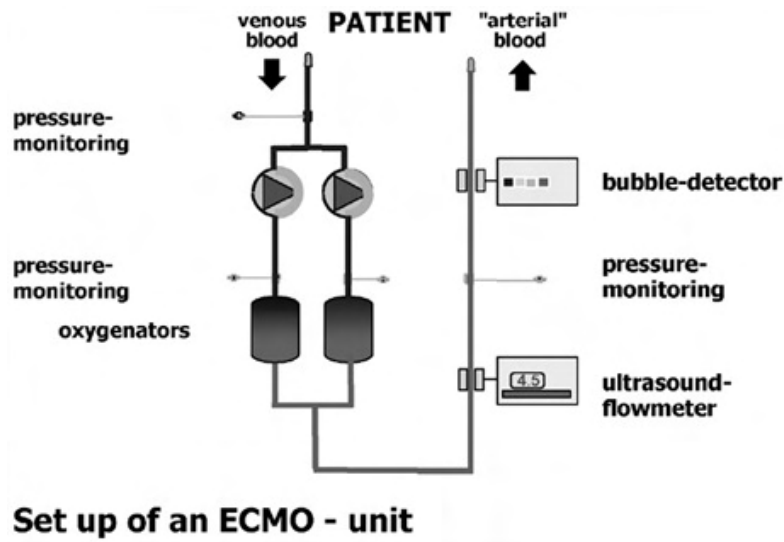 venous
blood
PATIENT
"arterial"
blood
pressure-
monitoring
bubble-detector
pressure-
monitoring
pressure-
monitoring
oxygenators
4.5
ultrasound-
flowmeter
Set up of an ECMO - unit